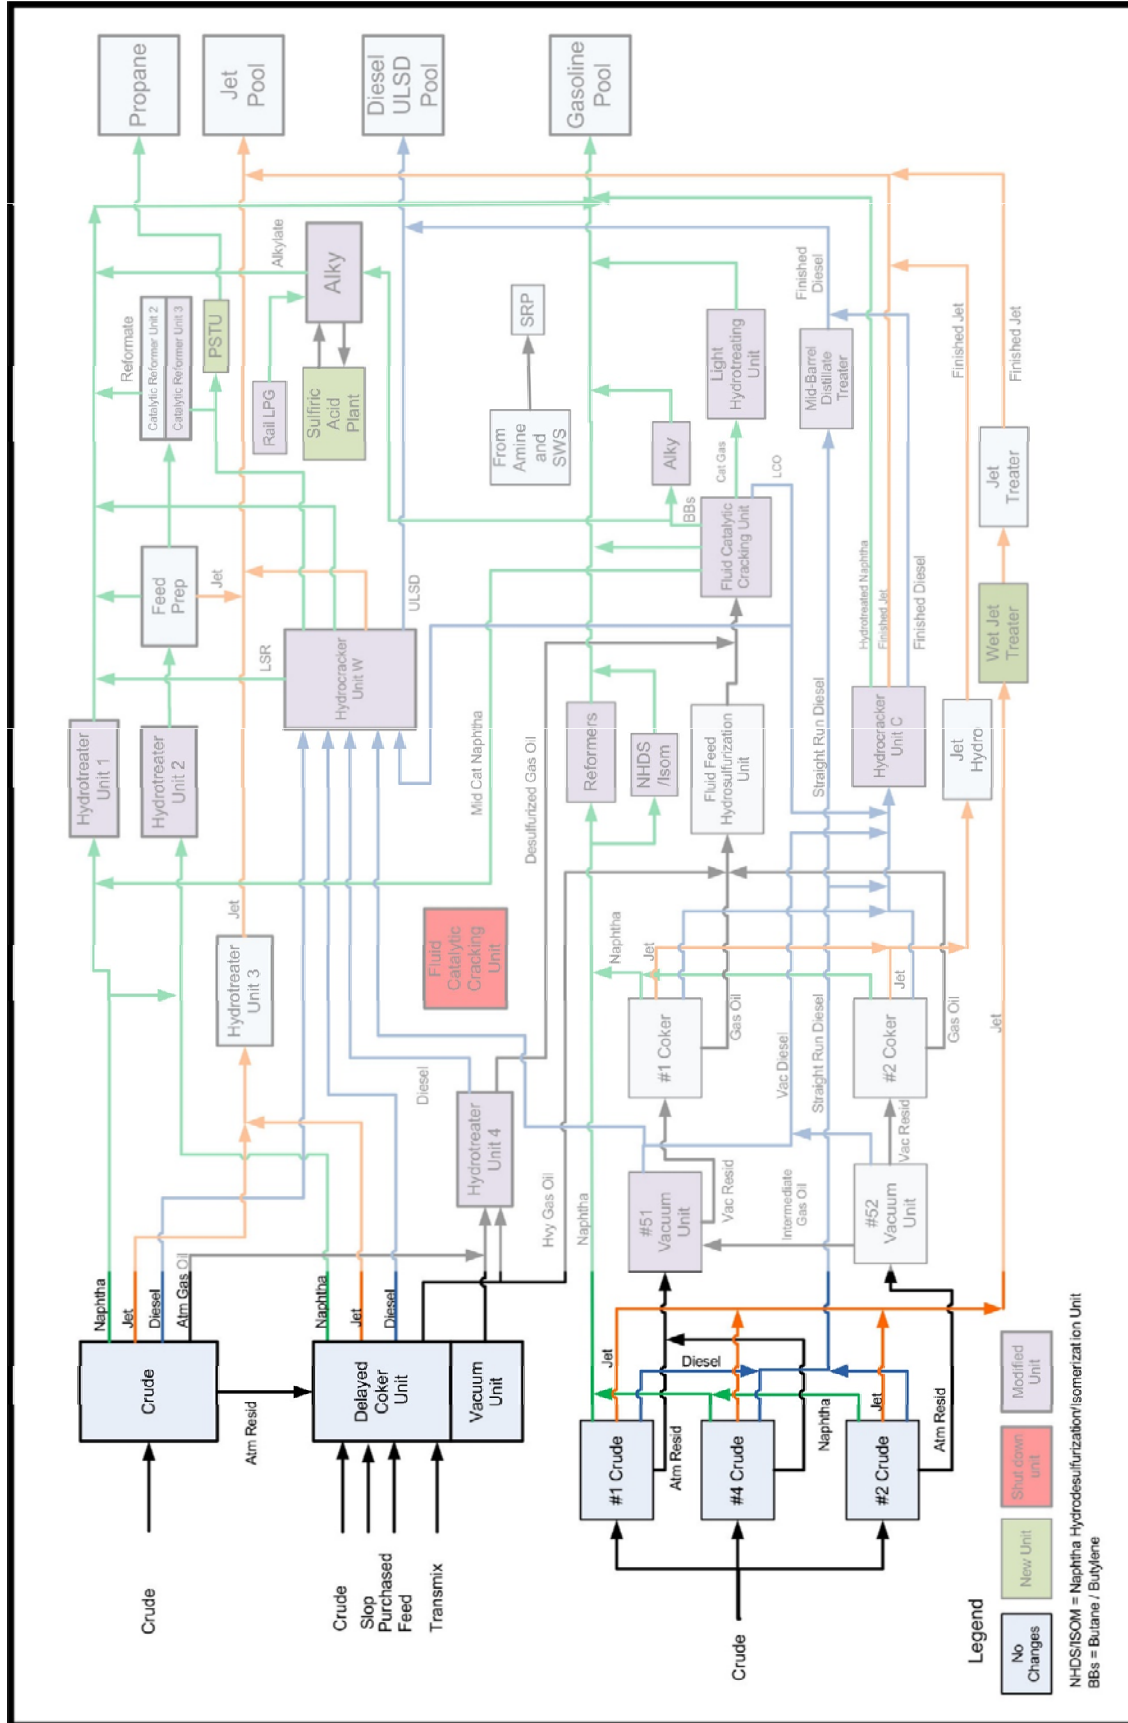 Propane
Jet
Pool
Diesel
ULSD
Pool
Gasoline
Pool
Alkylate
Alky
Reformate
Catalytic Reformer Unit 2
Catalytic Reformer Unit 3
PSTU
Rail LPG
Sulfiric
Acid
Plant
SRP
From
Amine
and
SWS
Finished
Diesel
Light
Hydrotreating
Unit
Mid-Barrel
Distillate
Treater
Finished Jet
Finished Jet
Alky
Cat Gas
LCO
BBs
Fluid Catalytic
Cracking Unit
Jet
Treater
Feed
Prep
Jet
ULSD
LSR
Hydrocracker
Unit W
Hydrotreated Naphtha
Finished Jet
Finished Diesel
Wet Jet
Treater
Hydrotreater
Unit 1
Hydrotreater
Unit 2
Mid Cat Naphtha
Desulfurized Gas Oil
Reformers
NHDS
/Isom
Fluid Feed
Hydrosulfurization
Unit
Straight Run Diesel
Hydrocracker
Unit C
Jet
Hydro
Jet
Hydrotreater
Unit 3
Fluid
Catalytic
Cracking
Unit
Naphtha
Jet
Gas Oil
#1 Coker
Jet
Gas Oil
#2 Coker
Jet
Diesel
Hydrotreater
Unit 4
Vac Diesel
Straight Run Diesel
Hvy Gas Oil
Naphtha
#51
Vacuum
Unit
Vac Resid
Intermediate
Gas Oil
Vac Resid
#52
Vacuum
Unit
Naphtha
Jet
Diesel
Atm Gas Oil
Crude
Crude
Atm Resid
Naphtha
Jet
Diesel
Delayed
Coker
Unit
Vacuum
Unit
Crude
Slop
Purchased
Feed
Transmix
Jet
Diesel
#1 Crude
Atm Resid
#4 Crude
Naphtha
Jet
#2 Crude
Atm Resid
Crude
Legend
No
Changes
New Unit
Shut down
unit
Modified
Unit
NHDS/ISOM = Naphtha Hydrodesulfurization/Isomerization Unit
BBs = Butane / Butylene